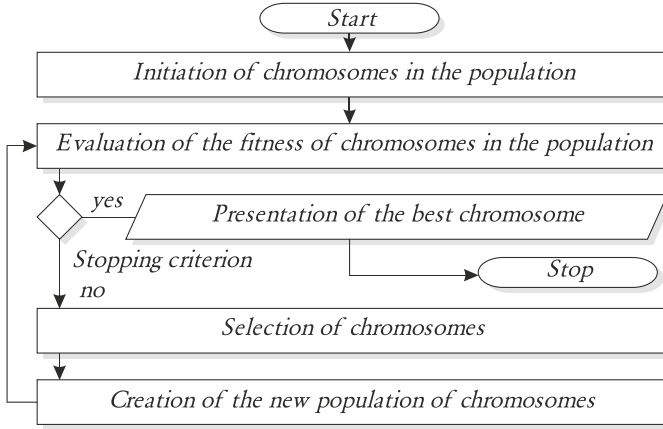 Start
Initiation of chromosomes in the population
Evaluation of the fitness of chromosomes in the population
yes
Presentation of the best chromosome
Stopping criterion
Stop
no
Selection of chromosomes
Creation of the new population of chromosomes